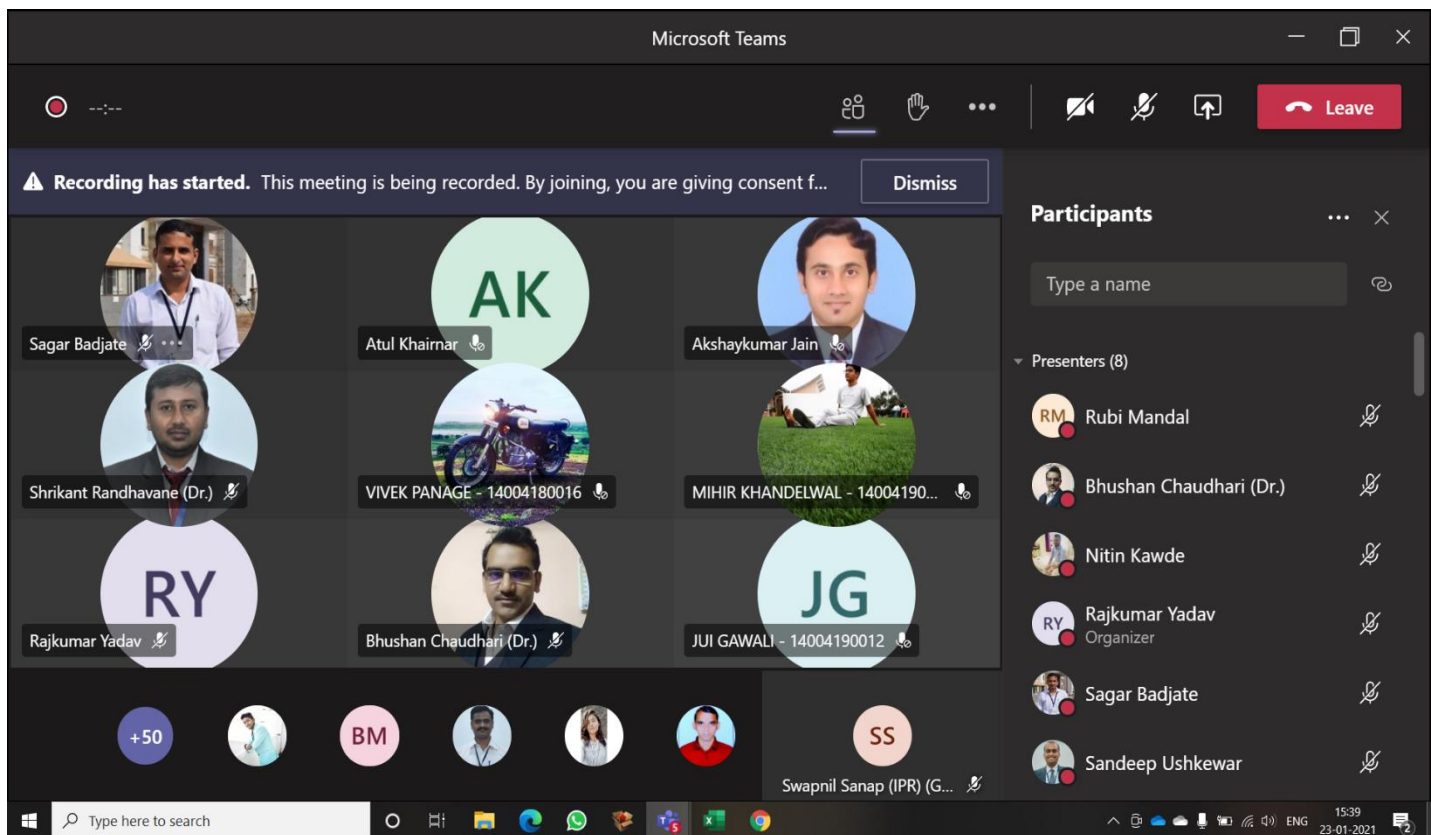 Microsoft Teams
--:--
Leave
Recording has started. This meeting is being recorded. By joining, you are giving consent f...
Dismiss
Participants
Type a name
Presenters (8)
RM Rubi Mandal
Bhushan Chaudhari (Dr.)
Nitin Kawde
RY Rajkumar Yadav
Organizer
Sagar Badjate
Sandeep Ushkewar
Sagar Badjate
AK
Atul Khairnar
Akshaykumar Jain
Shrikant Randhavane (Dr.)
VIVEK PANAGE - 14004180016
MIHIR KHANDELWAL - 14004190...
RY
Rajkumar Yadav
Bhushan Chaudhari (Dr.)
JG
JUI GAWALI - 14004190012
+50
BM
SS
Swapnil Sanap (IPR) (G...
Type here to search
ENG
15:39
23-01-2021
2